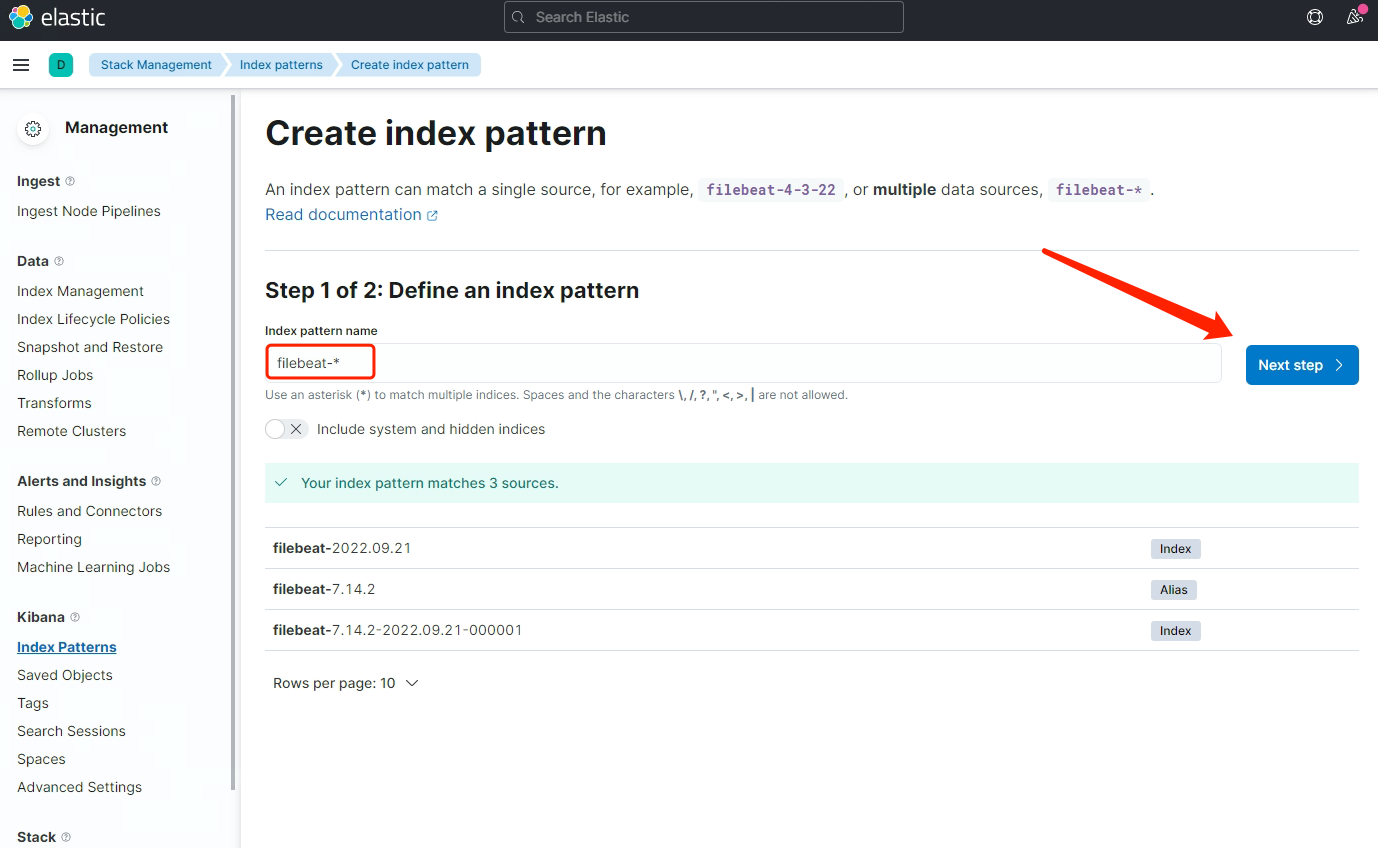 elastic
Search Elastic
D
Stack Management
Index patterns
Create index pattern
Management
Ingest
Ingest Node Pipelines
Data
Index Management
Index Lifecycle Policies
Snapshot and Restore
Rollup Jobs
Transforms
Remote Clusters
Alerts and Insights
Rules and Connectors
Reporting
Machine Learning Jobs
Kibana
Index Patterns
Saved Objects
Tags
Search Sessions
Spaces
Advanced Settings
Stack
Create index pattern
An index pattern can match a single source, for example, filebeat-4-3-22 , or multiple data sources, filebeat-* .
Read documentation
Step 1 of 2: Define an index pattern
Index pattern name
filebeat-*
Next step
Use an asterisk (*) to match multiple indices. Spaces and the characters \, /, ?, ", <, >, | are not allowed.
Include system and hidden indices
Your index pattern matches 3 sources.
filebeat-2022.09.21 Index
filebeat-7.14.2 Alias
filebeat-7.14.2-2022.09.21-000001 Index
Rows per page: 10